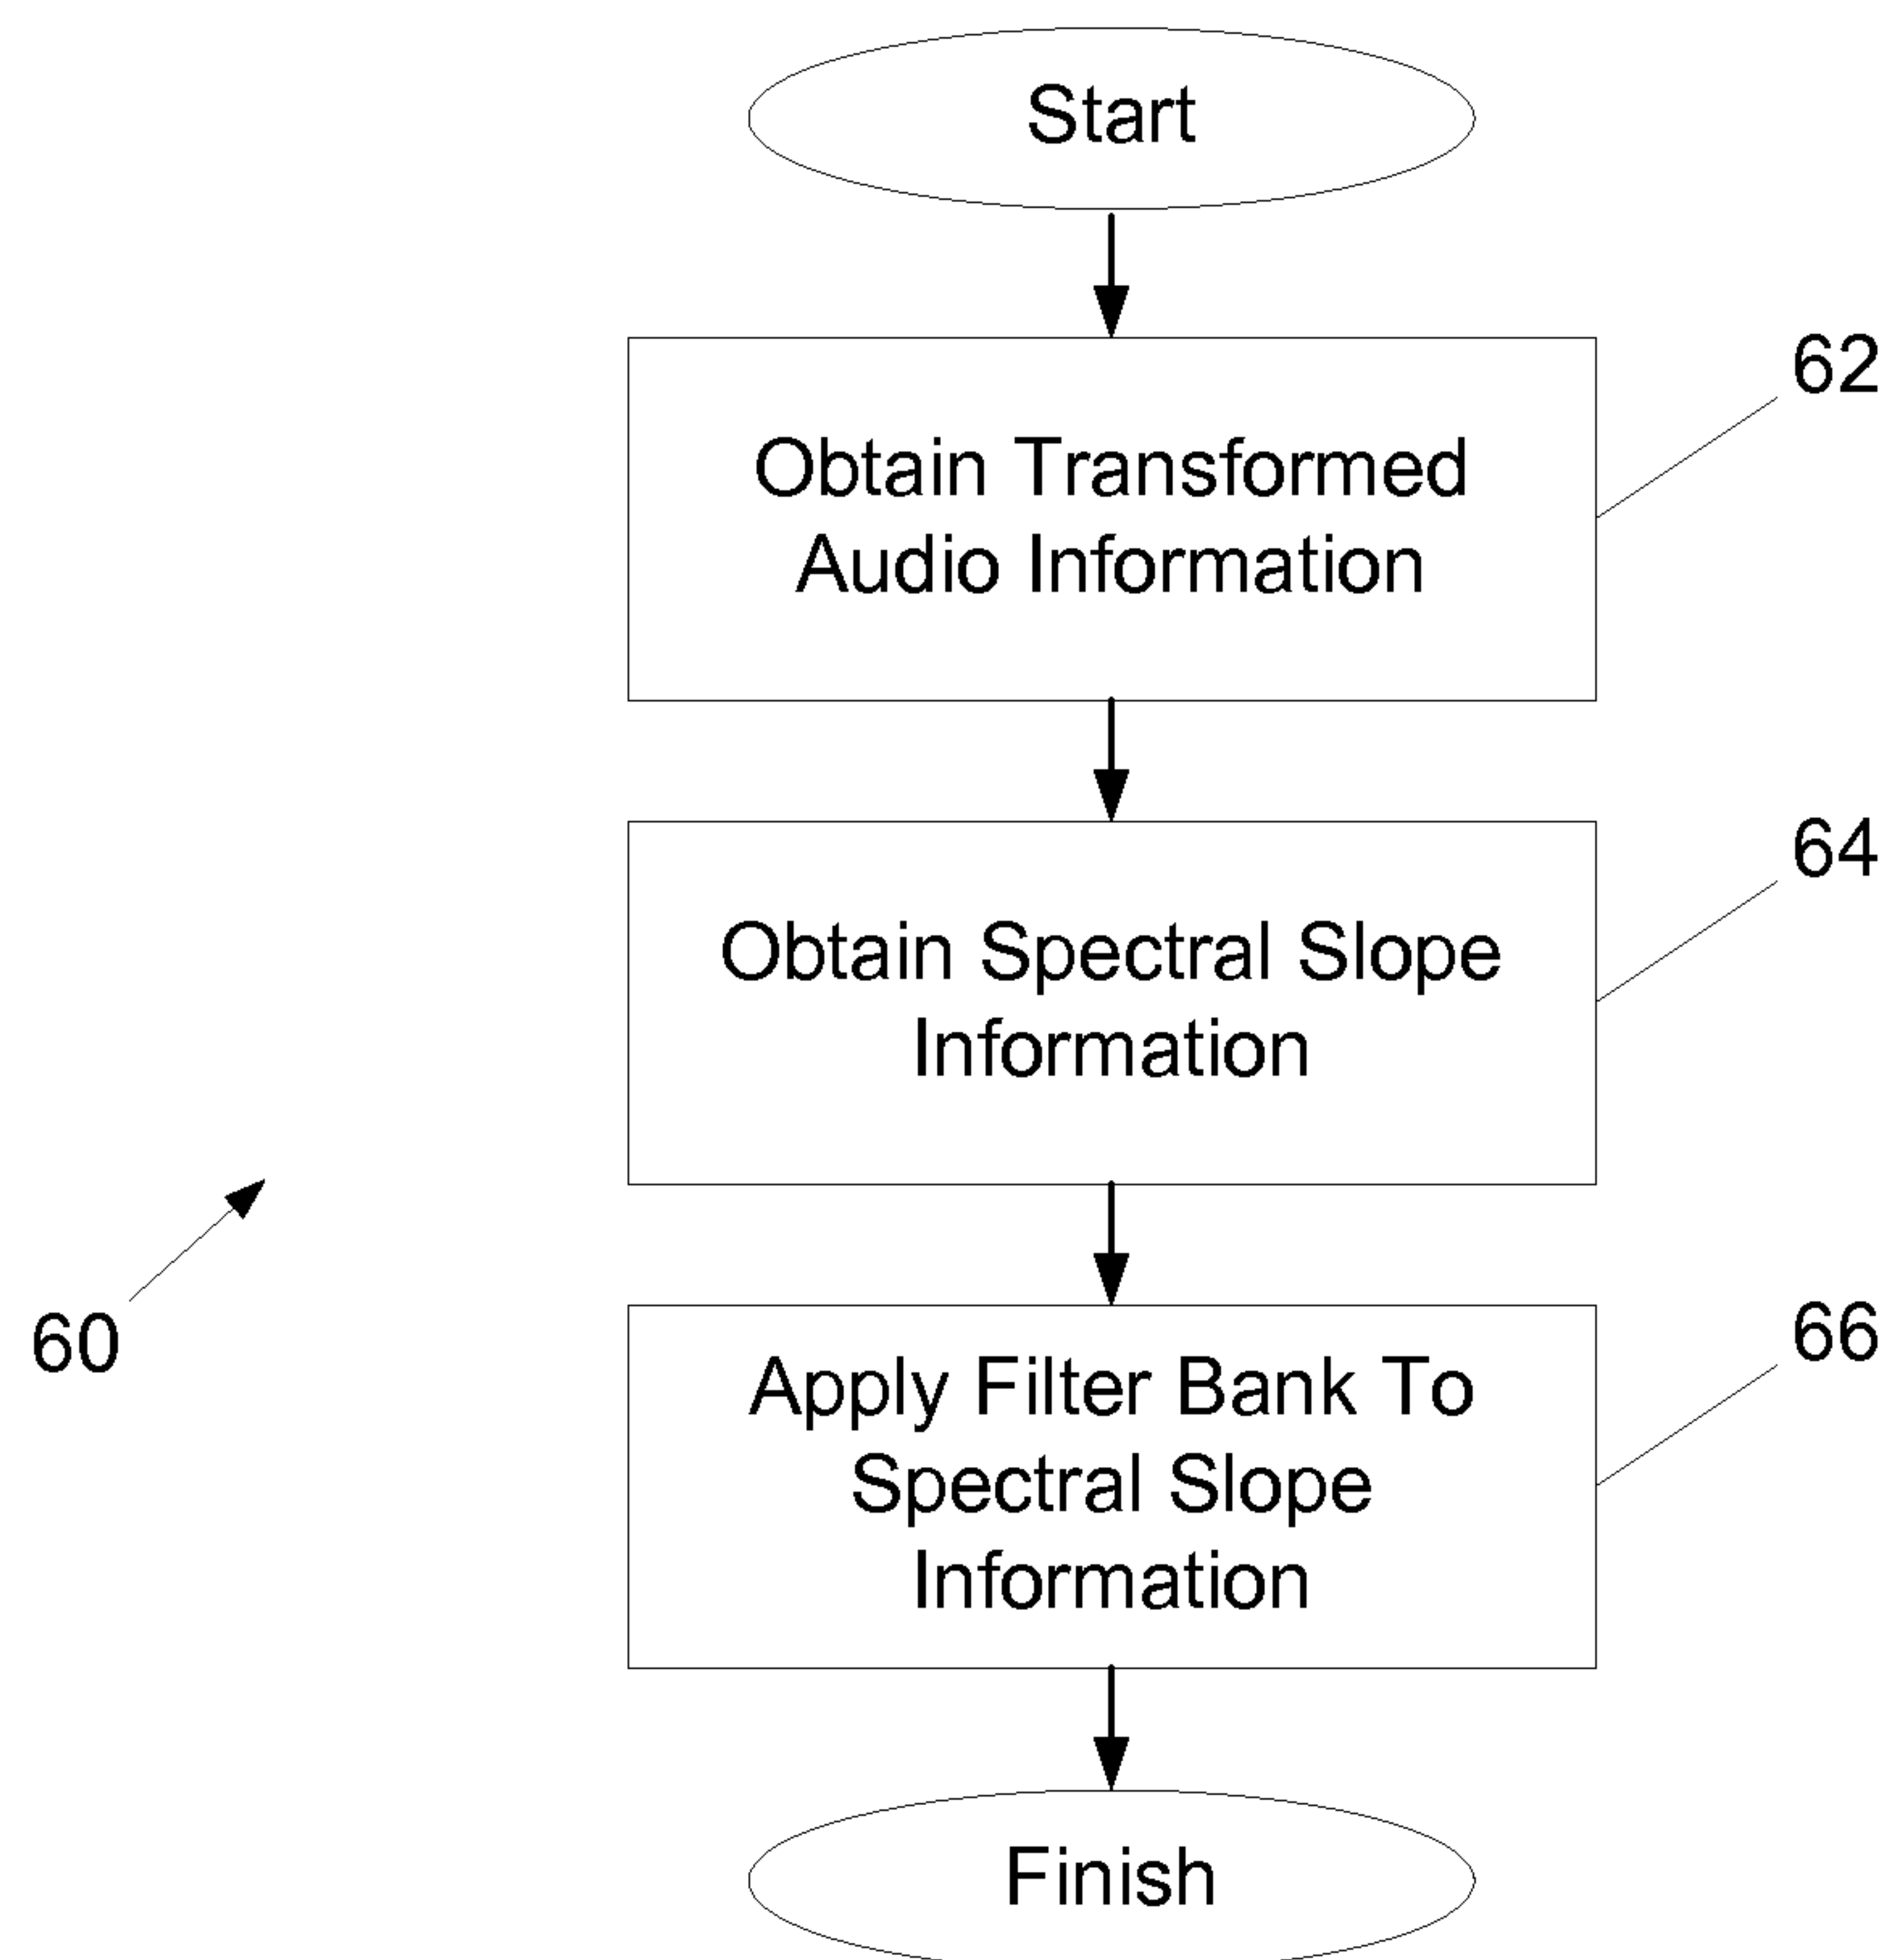 Start
62
Obtain Transformed
Audio Information
64
Obtain Spectral Slope
Information
60
66
Apply Filter Bank To
Spectral Slope
Information
Finish